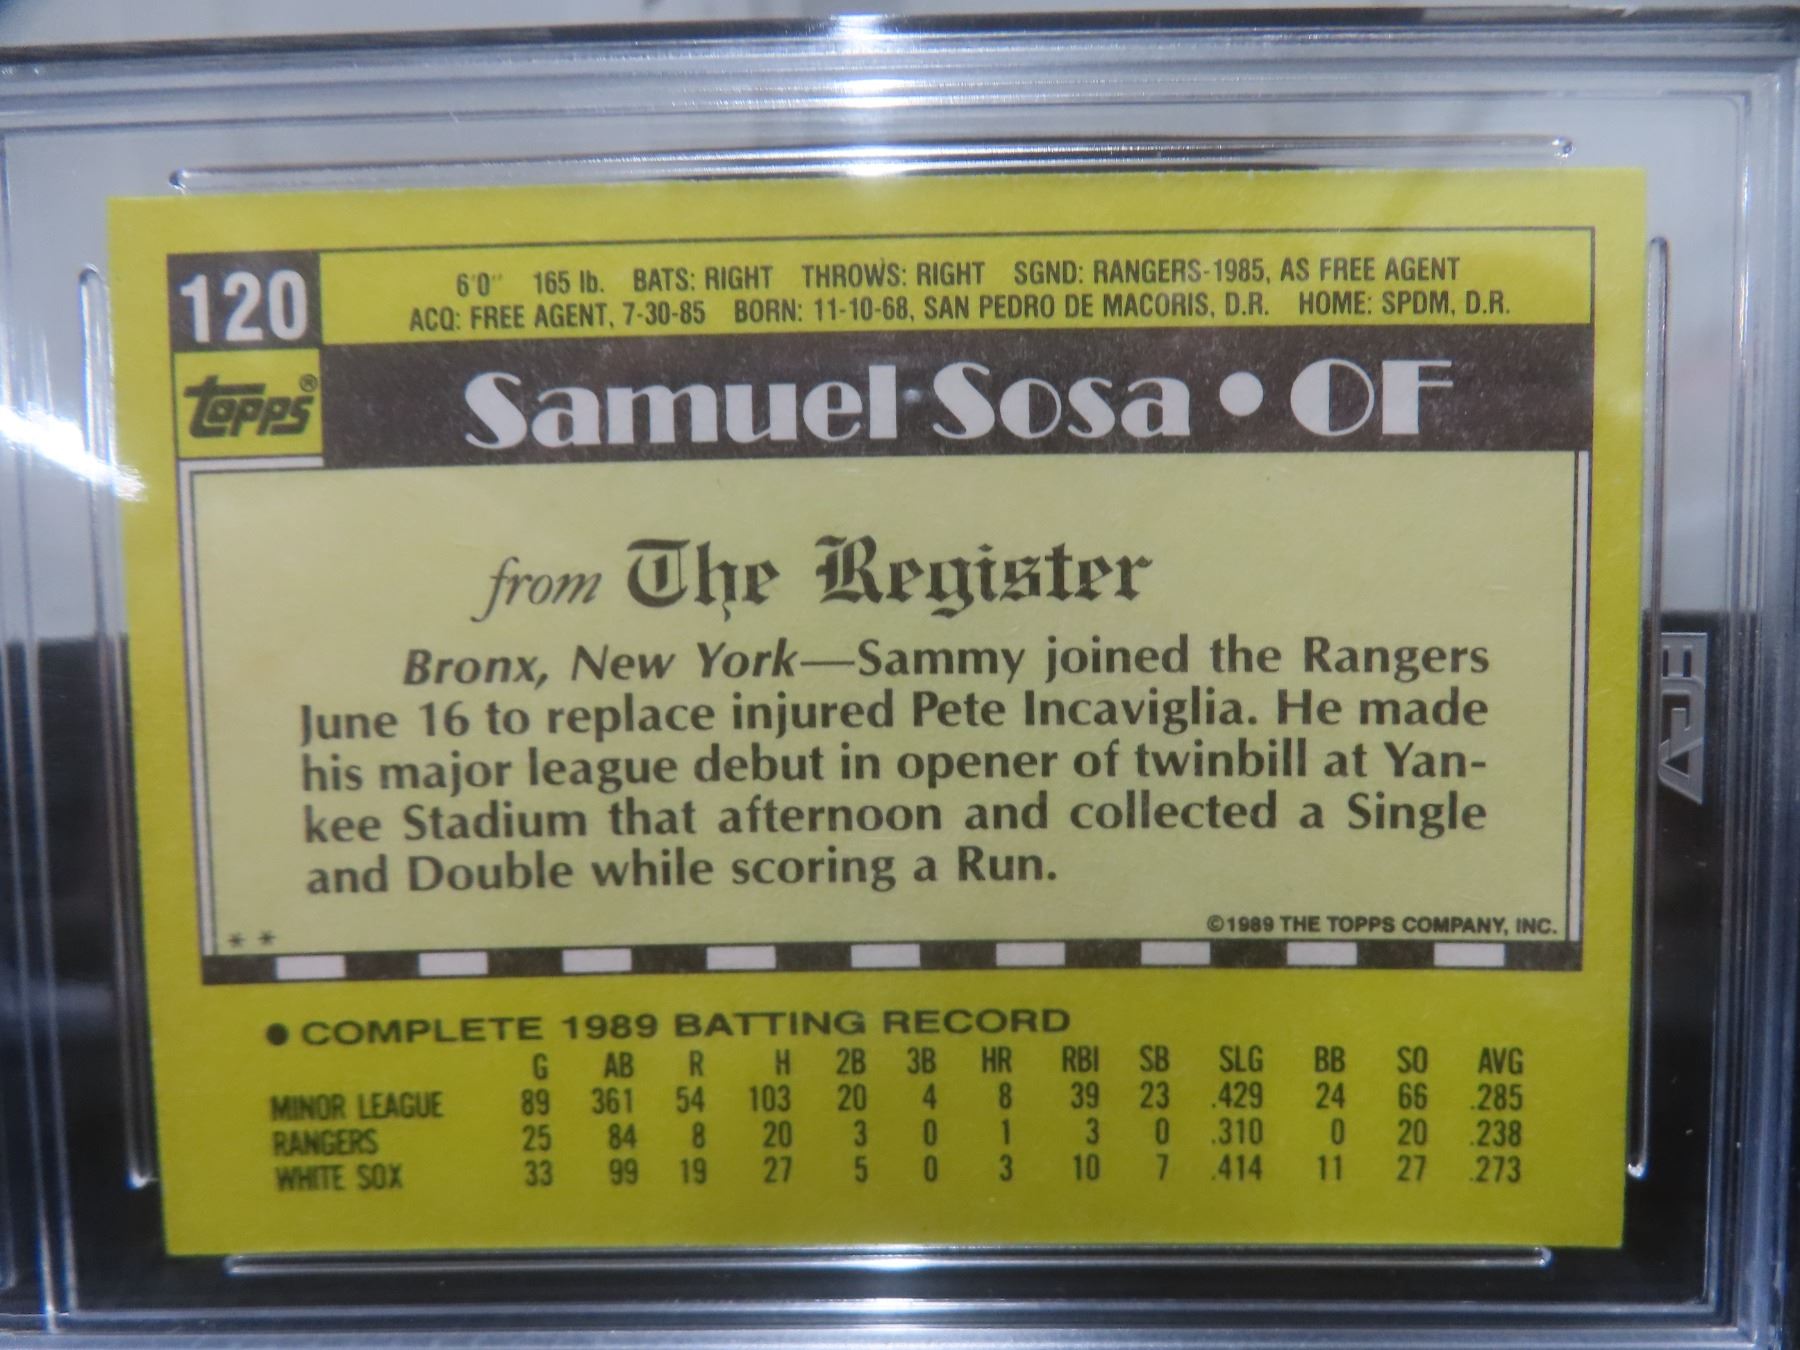 120
6'0" 165 lb. BATS: RIGHT THROWS: RIGHT SGND: RANGERS-1985, AS FREE AGENT
ACQ: FREE AGENT, 7-30-85 BORN: 11-10-68, SAN PEDRO DE MACORIS, D.R. HOME: SPDM, D.R.
topps®
Samuel Sosa • OF
from The Register
Bronx, New York—Sammy joined the Rangers
June 16 to replace injured Pete Incaviglia. He made
his major league debut in opener of twinbill at Yan-
kee Stadium that afternoon and collected a Single
and Double while scoring a Run.
©1989 THE TOPPS COMPANY, INC.
* *
● COMPLETE 1989 BATTING RECORD
G AB R H 2B 3B HR RBI SB SLG BB SO AVG
MINOR LEAGUE 89 361 54 103 20 4 8 39 23 .429 24 66 .285
RANGERS 25 84 8 20 3 0 1 3 0 .310 0 20 .238
WHITE SOX 33 99 19 27 5 0 3 10 7 .414 11 27 .273